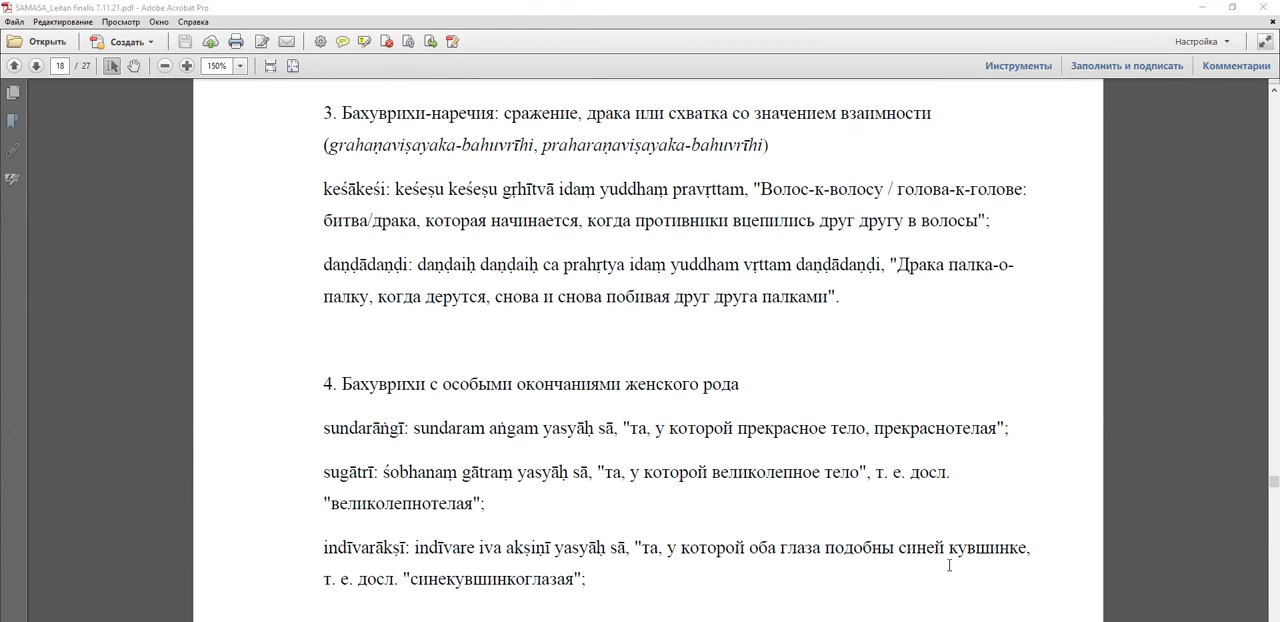 SAMASA_Leitan finalis 7.11.21.pdf - Adobe Acrobat Pro
Файл Редактирование Просмотр Окно Справка
Открыть Создать Настройка
18 / 27 150% Инструменты Заполнить и подписать Комментарии
3. Бахуврихи-наречия: сражение, драка или схватка со значением взаимности
(grahaṇaviṣayaka-bahuvrīhi, praharaṇaviṣayaka-bahuvrīhi)
keśākeśi: keśeṣu keśeṣu gṛhītvā idaṃ yuddhaṃ pravṛttam, "Волос-к-волосу / голова-к-голове:
битва/драка, которая начинается, когда противники вцепились друг другу в волосы";
daṇḍādaṇḍi: daṇḍaiḥ daṇḍaiḥ ca prahṛtya idaṃ yuddham vṛttam daṇḍādaṇḍi, "Драка палка-о-
палку, когда дерутся, снова и снова побивая друг друга палками".
4. Бахуврихи с особыми окончаниями женского рода
sundarāṅgī: sundaram aṅgam yasyāḥ sā, "та, у которой прекрасное тело, прекраснотелая";
sugātrī: śobhanaṃ gātraṃ yasyāḥ sā, "та, у которой великолепное тело", т. е. досл.
"великолепнотелая";
indīvarākṣī: indīvare iva akṣiṇī yasyāḥ sā, "та, у которой оба глаза подобны синей кувшинке,
т. е. досл. "синекувшинкоглазая";